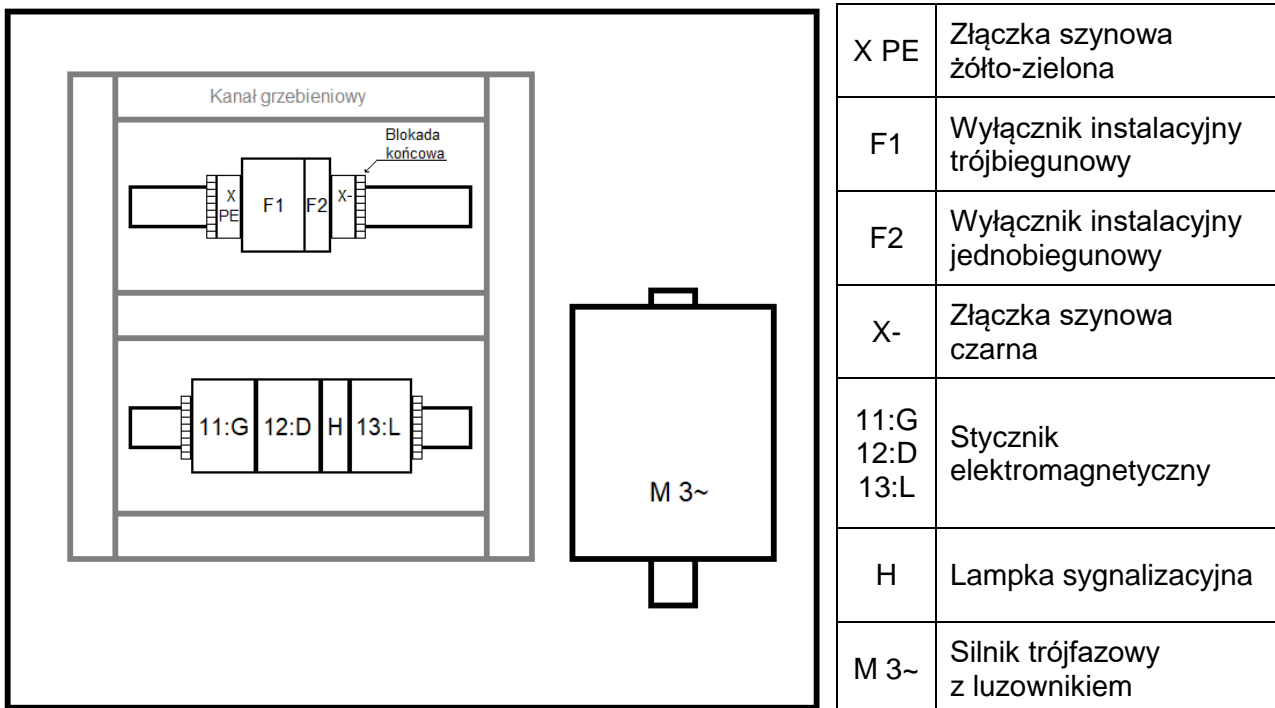 Kanał grzebieniowy
Blokada
końcowa
X
PE
F1
F2
X-
11:G
12:D
H
13:L
M 3~
X PE
Złączka szynowa
żółto-zielona
F1
Wyłącznik instalacyjny
trójbiegunowy
F2
Wyłącznik instalacyjny
jednobiegunowy
X-
Złączka szynowa
czarna
11:G
12:D
13:L
Stycznik
elektromagnetyczny
H
Lampka sygnalizacyjna
M 3~
Silnik trójfazowy
z luzownikiem